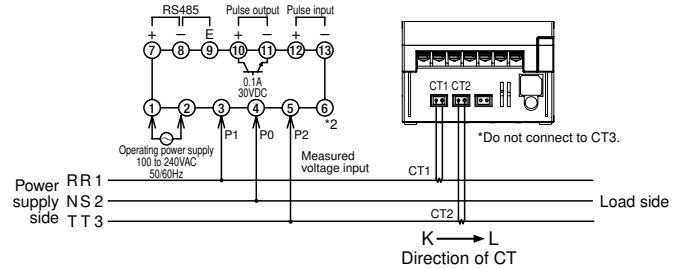 RS485 Pulse output Pulse input
+ − E + − + −
7 8 9 10 11 12 13
0.1A
30VDC
1 2 3 4 5 6
*2
P1 P0 P2
Operating power supply
100 to 240VAC
50/60Hz
Measured
voltage input
CT1 CT2
*Do not connect to CT3.
CT1
CT2
Power
supply
side
R R 1
N S 2
T T 3
Load side
K L
Direction of CT